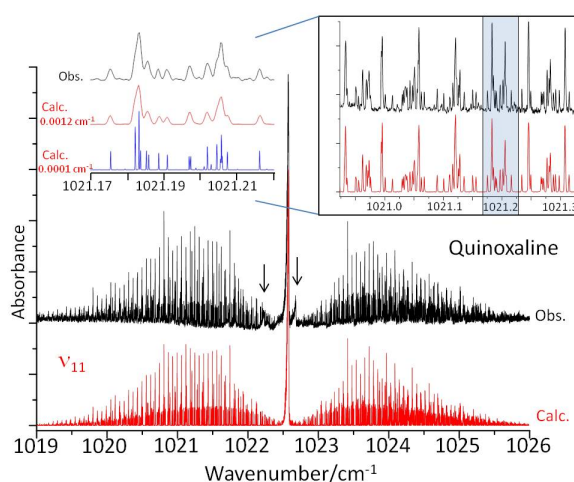 Obs.
Calc.
0.0012 cm-1
Calc.
0.0001 cm-1
1021.17 1021.19 1021.21
1021.0 1021.1 1021.2 1021.3
Quinoxaline
Absorbance
Obs.
ν11
Calc.
1019 1020 1021 1022 1023 1024 1025 1026
Wavenumber/cm-1